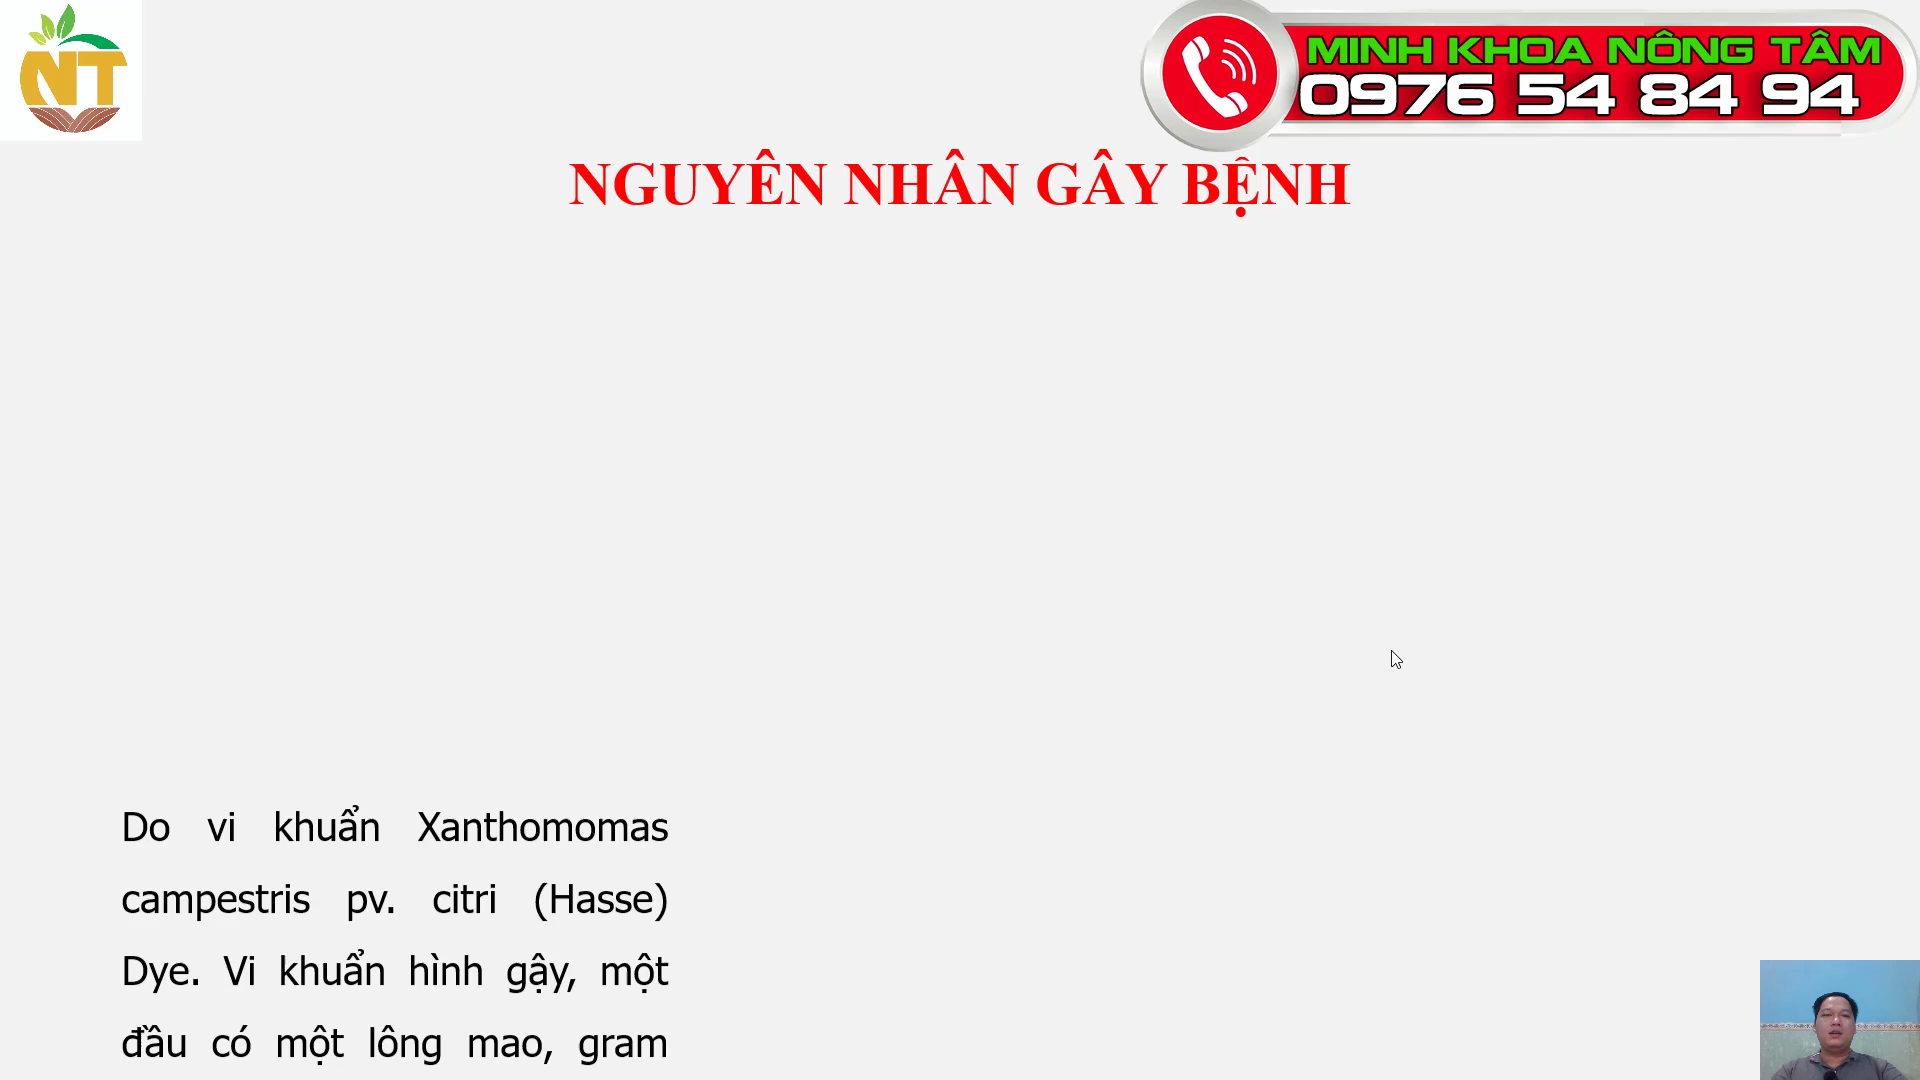 NT
MINH KHOA NÔNG TÂM
0976 54 84 94
NGUYÊN NHÂN GÂY BỆNH
Do vi khuẩn Xanthomomas
campestris pv. citri (Hasse)
Dye. Vi khuẩn hình gậy, một
đầu có một lông mao, gram